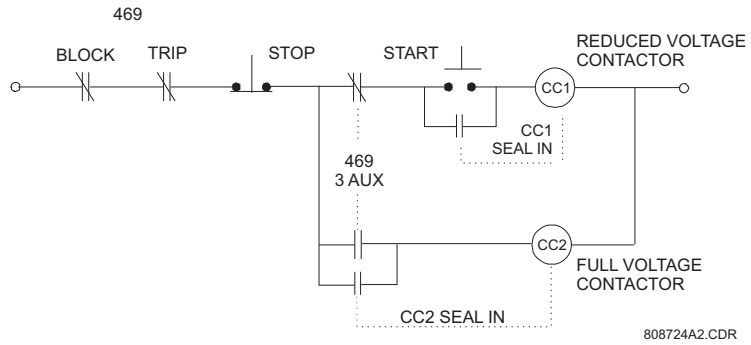 469
BLOCK TRIP STOP START
REDUCED VOLTAGE
CONTACTOR
CC1
CC1
SEAL IN
469
3 AUX
CC2
FULL VOLTAGE
CONTACTOR
CC2 SEAL IN
808724A2.CDR